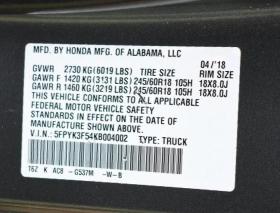 MFD. BY HONDA MFG. OF ALABAMA, LLC
04/'18
GVWR 2730 KG(6019 LBS) TIRE SIZE RIM SIZE
GAWR F 1420 KG(3131 LBS) 245/60R18 105H 18X8.0J
GAWR R 1460 KG(3219 LBS) 245/60R18 105H 18X8.0J
THIS VEHICLE CONFORMS TO ALL APPLICABLE
FEDERAL MOTOR VEHICLE SAFETY
STANDARDS IN EFFECT ON THE DATE OF
MANUFACTURE SHOWN ABOVE.
V.I.N.: 5FPYK3F54KB004002 TYPE: TRUCK
T6Z K AC8 -G537M -W-B